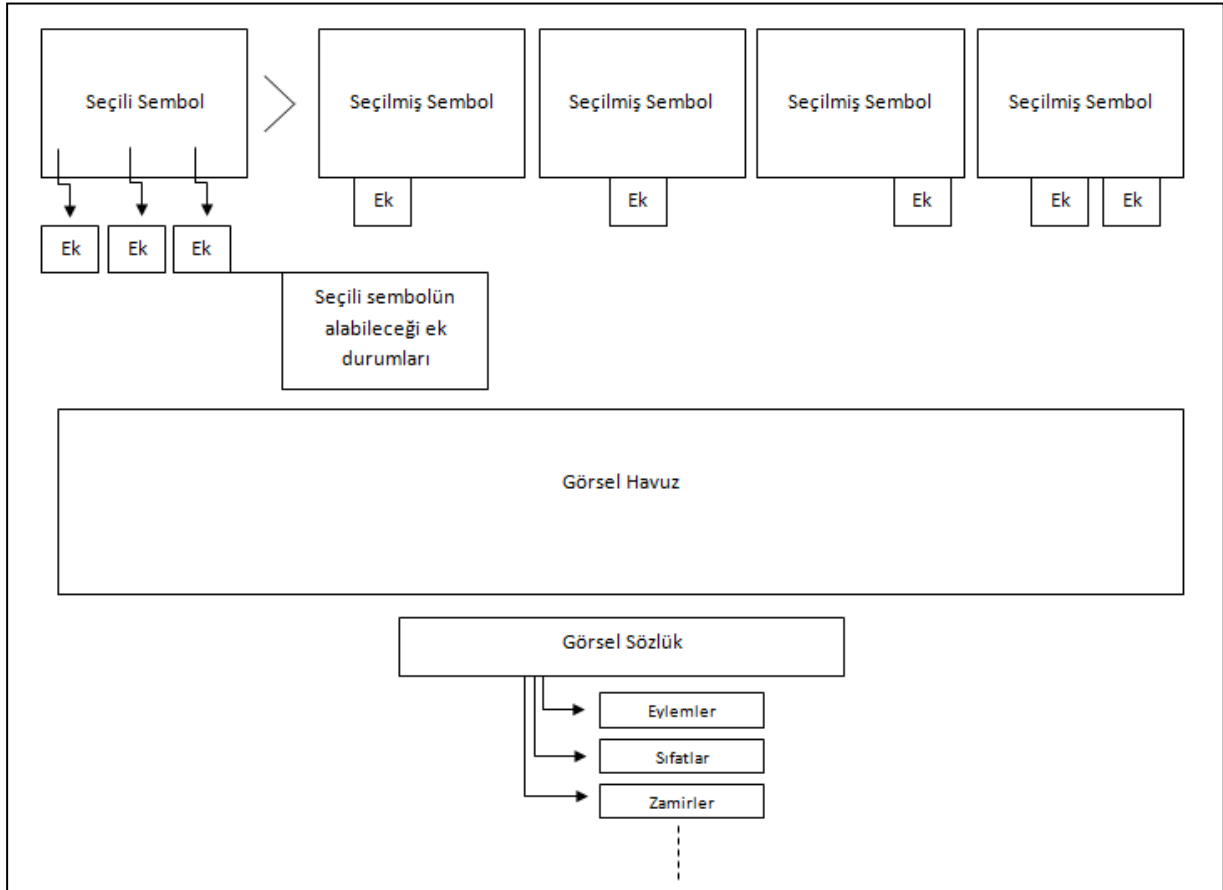 Seçili Sembol
Seçilmiş Sembol
Seçilmiş Sembol
Seçilmiş Sembol
Seçilmiş Sembol
Ek
Ek
Ek
Ek
Ek
Ek
Ek
Ek
Seçili sembolün
alabileceği ek
durumları
Görsel Havuz
Görsel Sözlük
Eylemler
Sıfatlar
Zamirler